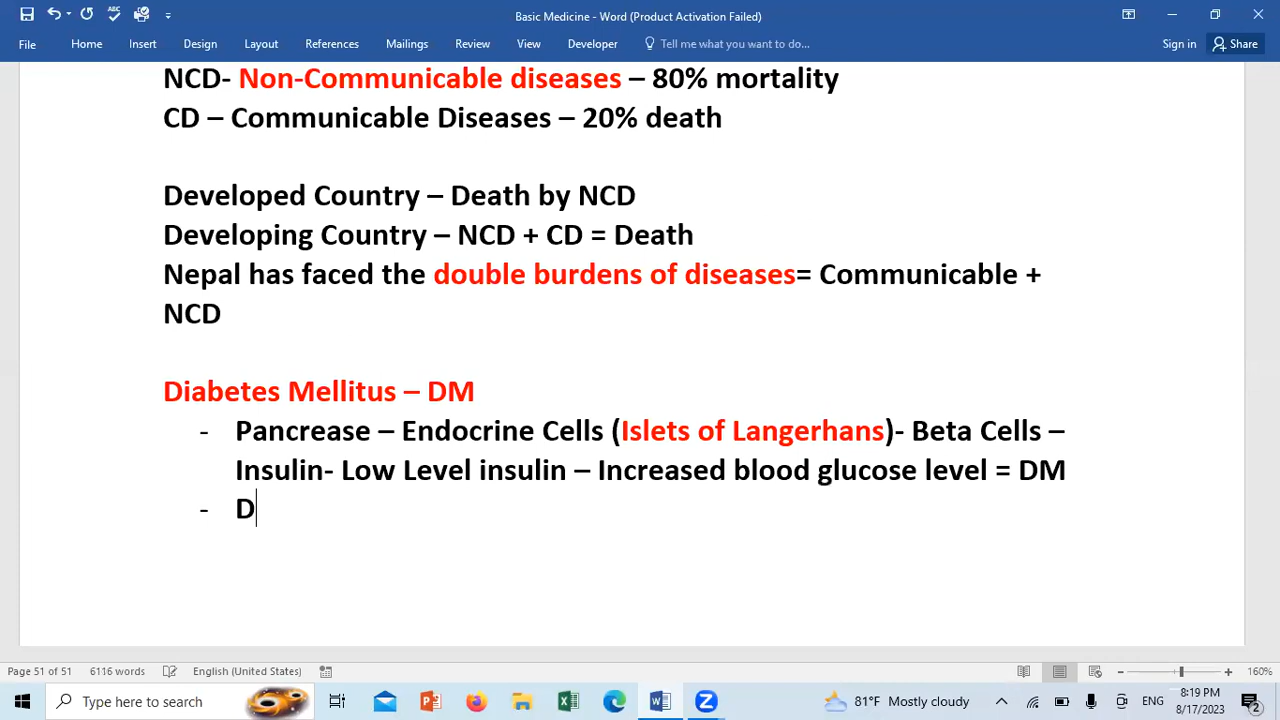 Basic Medicine - Word (Product Activation Failed)
File Home Insert Design Layout References Mailings Review View Developer Tell me what you want to do... Sign in Share
NCD- Non-Communicable diseases – 80% mortality
CD – Communicable Diseases – 20% death
Developed Country – Death by NCD
Developing Country – NCD + CD = Death
Nepal has faced the double burdens of diseases= Communicable +
NCD
Diabetes Mellitus – DM
- Pancrease – Endocrine Cells (Islets of Langerhans)- Beta Cells –
Insulin- Low Level insulin – Increased blood glucose level = DM
- D
Page 51 of 51 6116 words English (United States) 160%
Type here to search 81°F Mostly cloudy ENG 8:19 PM
8/17/2023 2